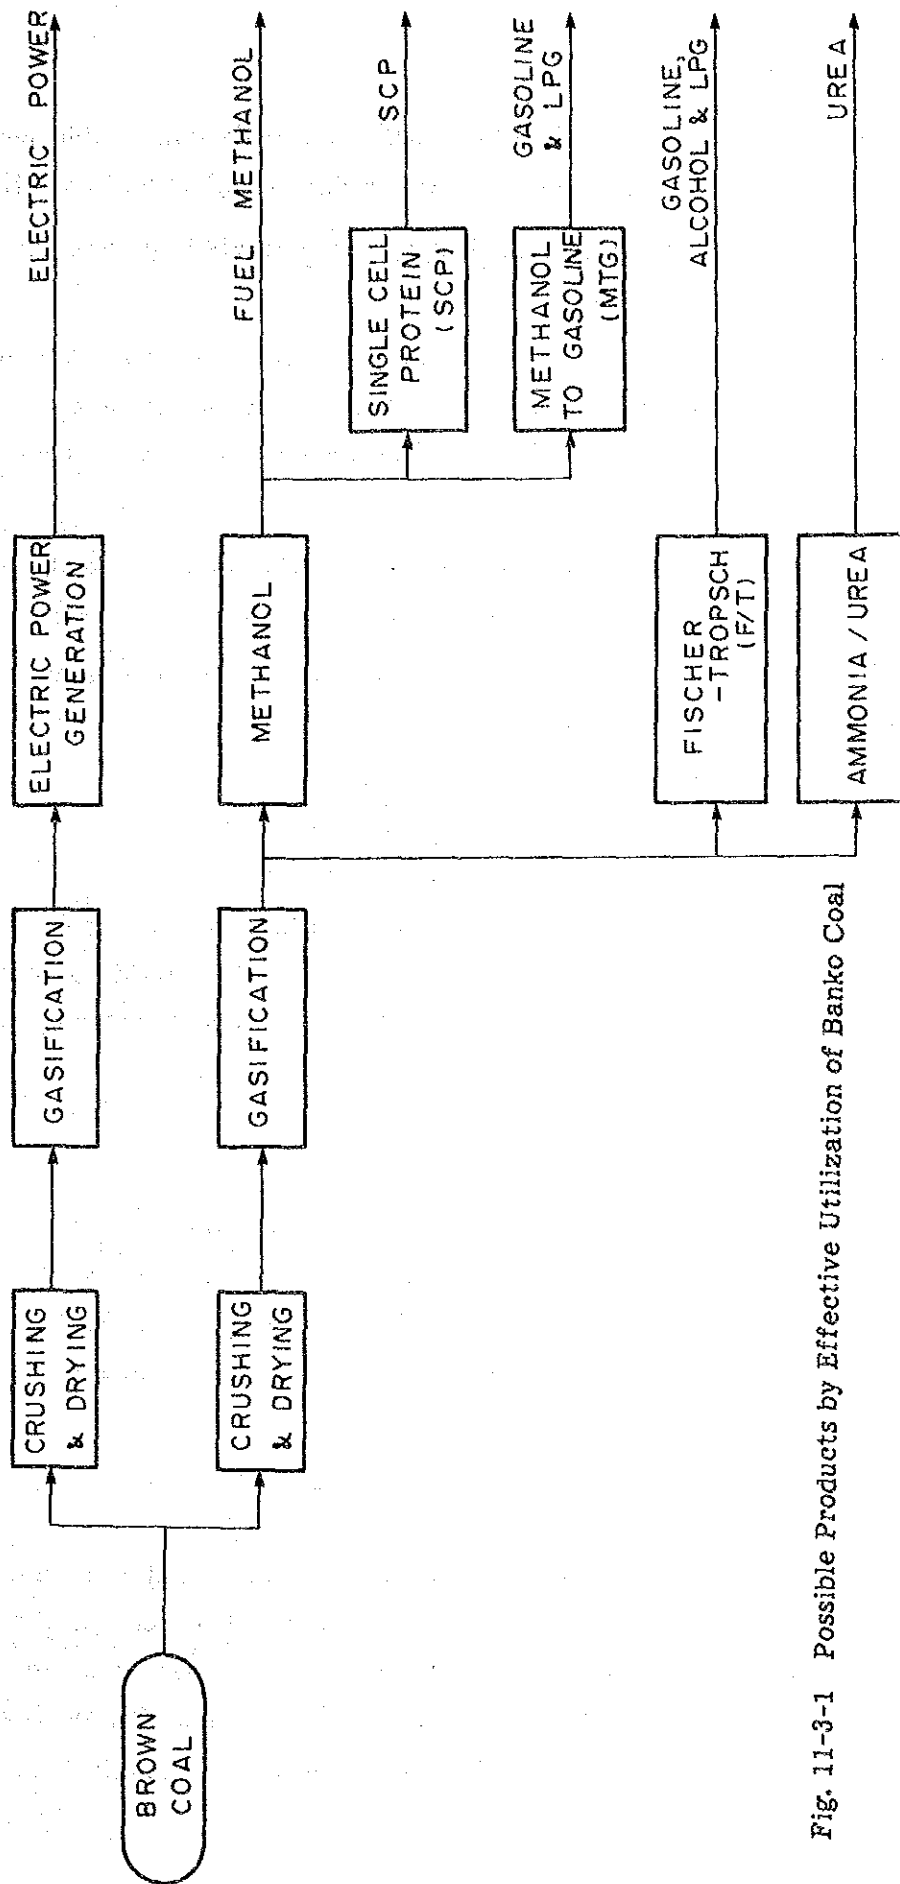 BROWN
COAL
CRUSHING
& DRYING
GASIFICATION
ELECTRIC POWER
GENERATION
ELECTRIC POWER
CRUSHING
& DRYING
GASIFICATION
METHANOL
FUEL METHANOL
SINGLE CELL
PROTEIN
(SCP)
SCP
METHANOL
TO GASOLINE
(MTG)
GASOLINE
& LPG
FISCHER
-TROPSCH
(F/T)
GASOLINE,
ALCOHOL & LPG
AMMONIA / UREA
UREA
Fig. 11-3-1 Possible Products by Effective Utilization of Banko Coal